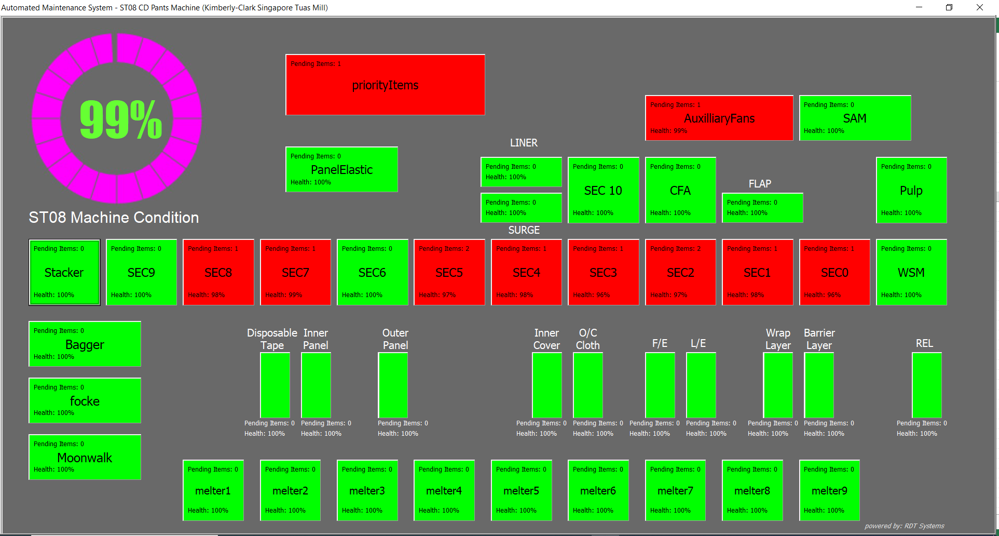 Automated Maintenance System - ST08 CD Pants Machine (Kimberly-Clark Singapore Tuas Mill)
99%
ST08 Machine Condition
Pending Items: 1
priorityItems
Pending Items: 1
AuxilliaryFans
Health: 99%
Pending Items: 0
SAM
Health: 100%
Pending Items: 0
PanelElastic
Health: 100%
LINER
Pending Items: 0
Health: 100%
Pending Items: 0
Health: 100%
SURGE
Pending Items: 0
SEC 10
Health: 100%
Pending Items: 0
CFA
Health: 100%
FLAP
Pending Items: 0
Health: 100%
Pending Items: 0
Pulp
Health: 100%
Pending Items: 0
Stacker
Health: 100%
Pending Items: 0
SEC9
Health: 100%
Pending Items: 1
SEC8
Health: 98%
Pending Items: 1
SEC7
Health: 99%
Pending Items: 0
SEC6
Health: 100%
Pending Items: 2
SEC5
Health: 97%
Pending Items: 1
SEC4
Health: 98%
Pending Items: 1
SEC3
Health: 96%
Pending Items: 2
SEC2
Health: 97%
Pending Items: 1
SEC1
Health: 98%
Pending Items: 1
SEC0
Health: 96%
Pending Items: 0
WSM
Health: 100%
Pending Items: 0
Bagger
Health: 100%
Pending Items: 0
focke
Health: 100%
Pending Items: 0
Moonwalk
Health: 100%
Disposable
Tape
Pending Items: 0
Health: 100%
Inner
Panel
Pending Items: 0
Health: 100%
Outer
Panel
Pending Items: 0
Health: 100%
Inner
Cover
Pending Items: 0
Health: 100%
O/C
Cloth
Pending Items: 0
Health: 100%
F/E
Pending Items: 0
Health: 100%
L/E
Pending Items: 0
Health: 100%
Wrap
Layer
Pending Items: 0
Health: 100%
Barrier
Layer
Pending Items: 0
Health: 100%
REL
Pending Items: 0
Health: 100%
Pending Items: 0
melter1
Health: 100%
Pending Items: 0
melter2
Health: 100%
Pending Items: 0
melter3
Health: 100%
Pending Items: 0
melter4
Health: 100%
Pending Items: 0
melter5
Health: 100%
Pending Items: 0
melter6
Health: 100%
Pending Items: 0
melter7
Health: 100%
Pending Items: 0
melter8
Health: 100%
Pending Items: 0
melter9
Health: 100%
powered by: RDT Systems